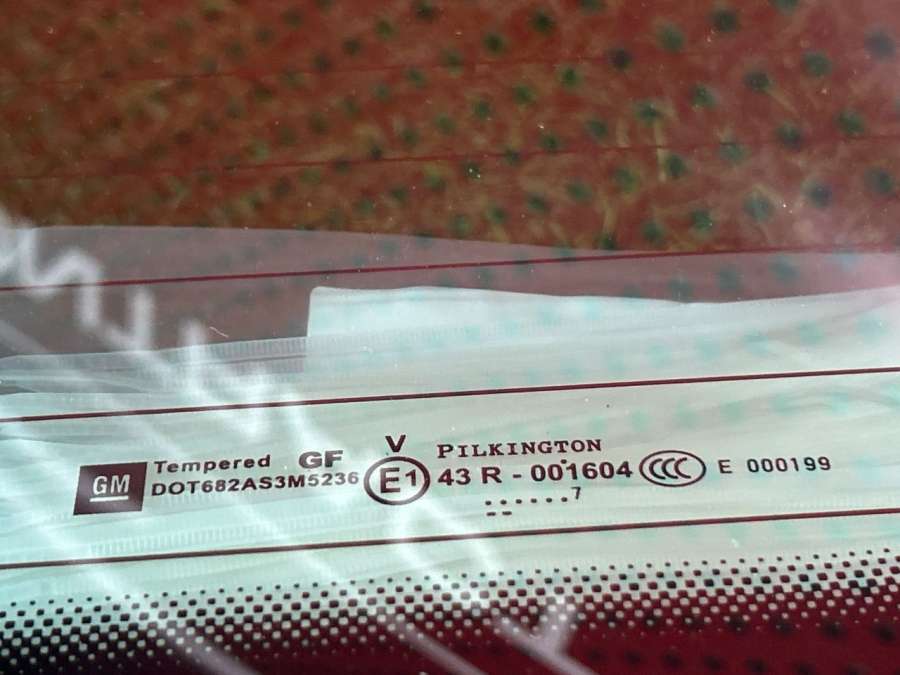 GM
Tempered GF
DOT682AS3M5236
V
E1
PILKINGTON
43 R - 001604
.......7
CCC
E 000199